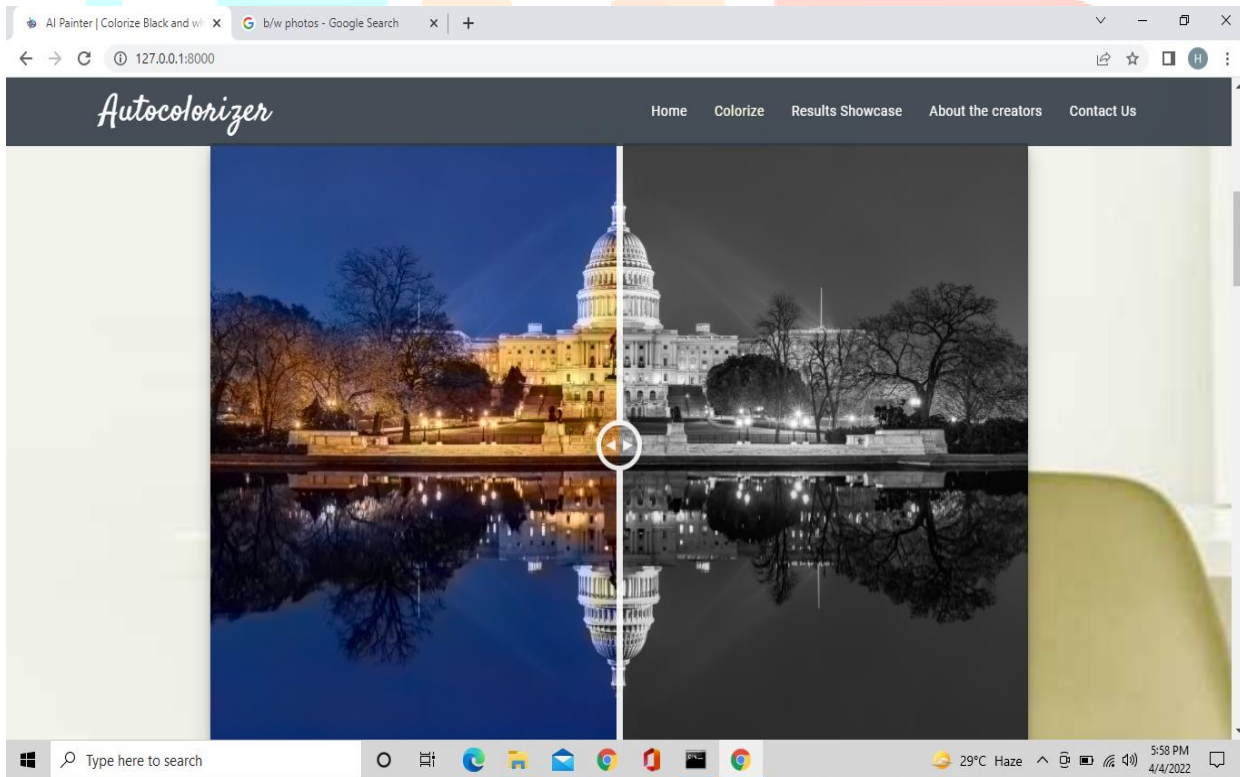 AI Painter | Colorize Black and wh
b/w photos - Google Search
127.0.0.1:8000
Autocolorizer
Home Colorize Results Showcase About the creators Contact Us
Type here to search
29°C Haze
5:58 PM
4/4/2022
H